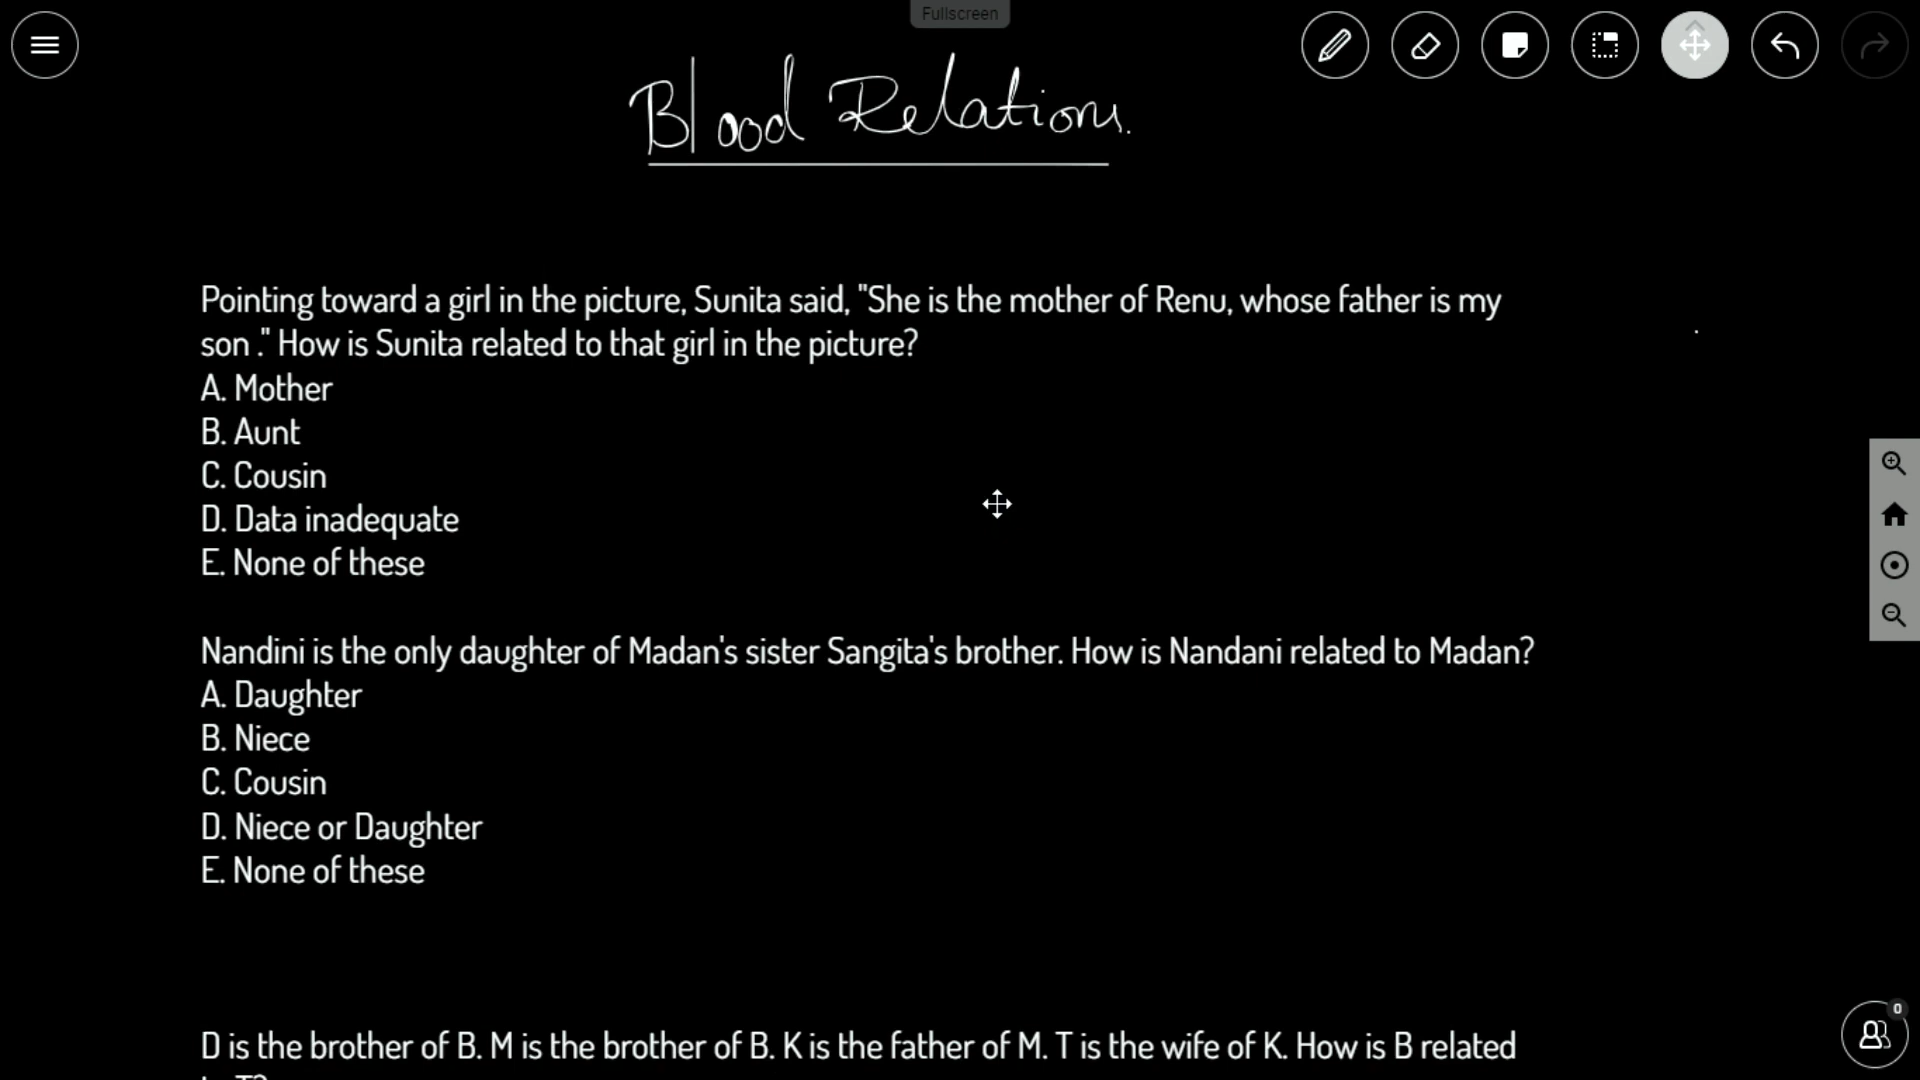 Fullscreen
Blood Relations.
Pointing toward a girl in the picture, Sunita said, "She is the mother of Renu, whose father is my
son ." How is Sunita related to that girl in the picture?
A. Mother
B. Aunt
C. Cousin
D. Data inadequate
E. None of these
Nandini is the only daughter of Madan's sister Sangita's brother. How is Nandani related to Madan?
A. Daughter
B. Niece
C. Cousin
D. Niece or Daughter
E. None of these
0
D is the brother of B. M is the brother of B. K is the father of M. T is the wife of K. How is B related